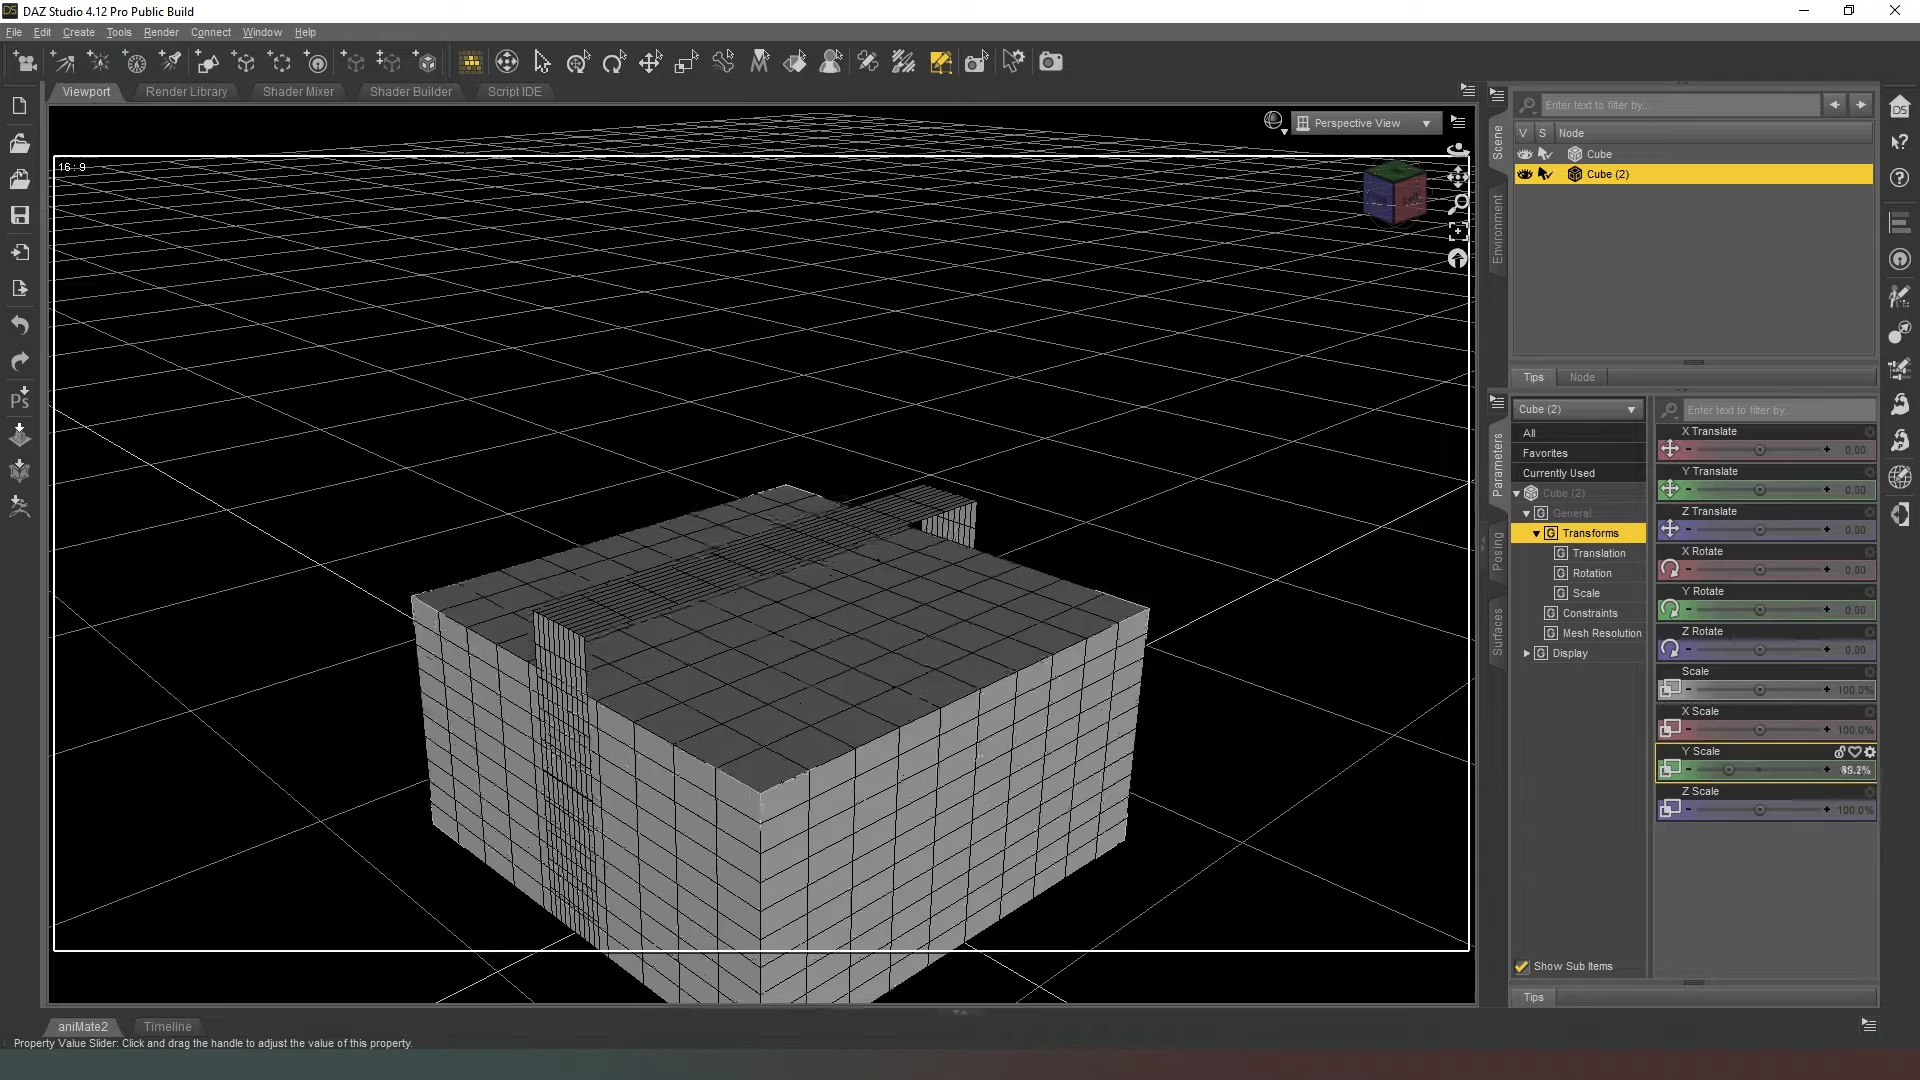 DAZ Studio 4.12 Pro Public Build
File Edit Create Tools Render Connect Window Help
Viewport Render Library Shader Mixer Shader Builder Script IDE
Perspective View
16 : 9
Enter text to filter by...
V S Node
Cube
Cube (2)
Scene
Environment
Tips Node
Parameters
Posing
Surfaces
Cube (2)
All
Favorites
Currently Used
Cube (2)
General
Transforms
Translation
Rotation
Scale
Constraints
Mesh Resolution
Display
Enter text to filter by...
X Translate
0.00
Y Translate
0.00
Z Translate
0.00
X Rotate
0.00
Y Rotate
0.00
Z Rotate
0.00
Scale
100.0%
X Scale
100.0%
Y Scale
Z Scale
100.0%
Show Sub Items
Tips
aniMate2 Timeline
Property Value Slider: Click and drag the handle to adjust the value of this property.